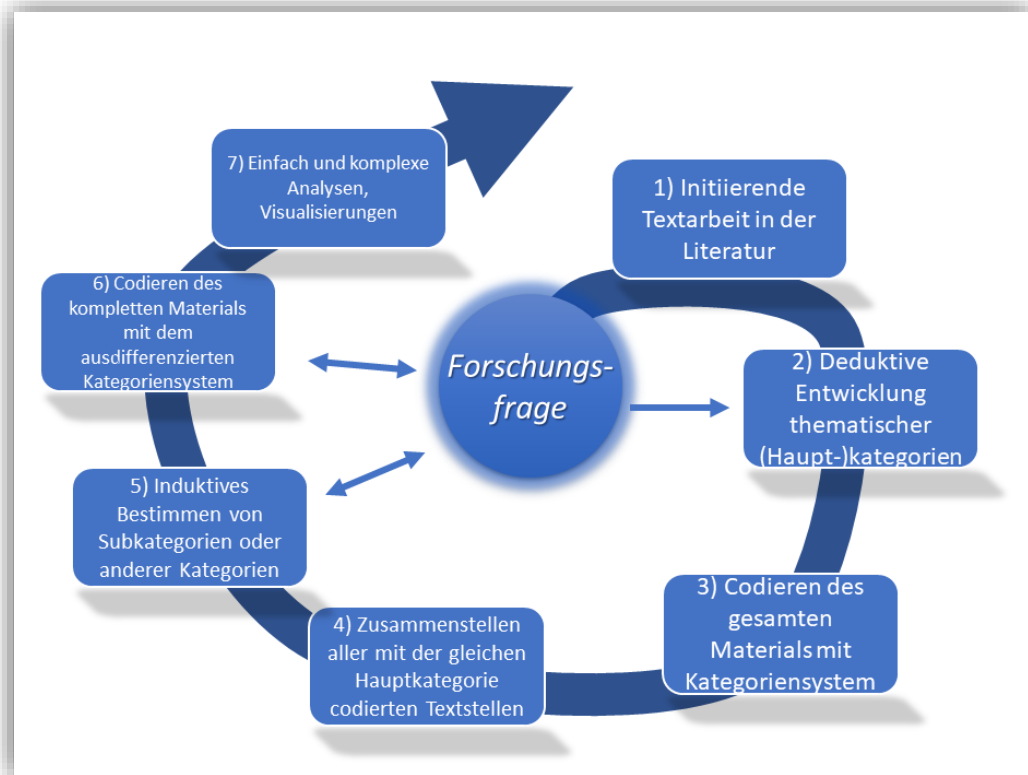 7) Einfach und komplexe
Analysen,
Visualisierungen
1) Initiierende
Textarbeit in der
Literatur
6) Codieren des
kompletten Materials
mit dem
ausdifferenzierten
Kategoriensystem
Forschungs-
frage
2) Deduktive
Entwicklung
thematischer
(Haupt-)kategorien
5) Induktives
Bestimmen von
Subkategorien oder
anderer Kategorien
3) Codieren des
gesamten
Materials mit
Kategoriensystem
4) Zusammenstellen
aller mit der gleichen
Hauptkategorie
codierten Textstellen